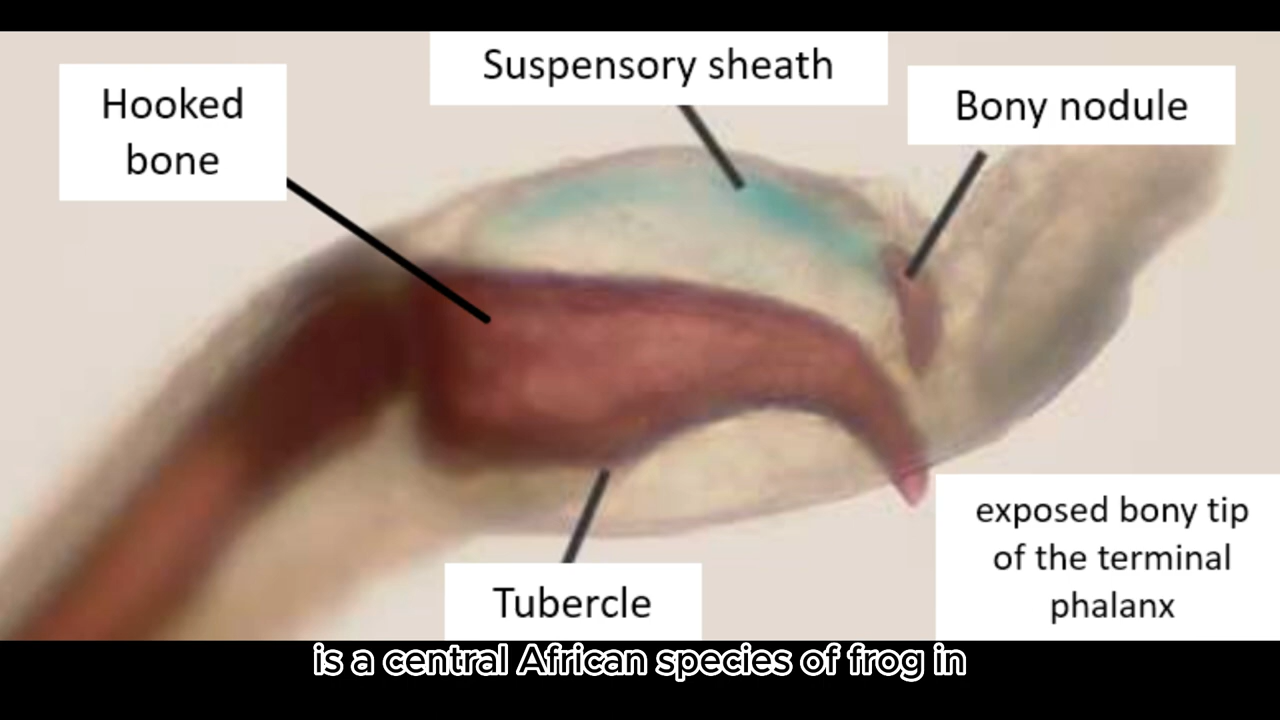 Suspensory sheath
Hooked
bone
Bony nodule
exposed bony tip
of the terminal
phalanx
Tubercle
is a central African species of frog in